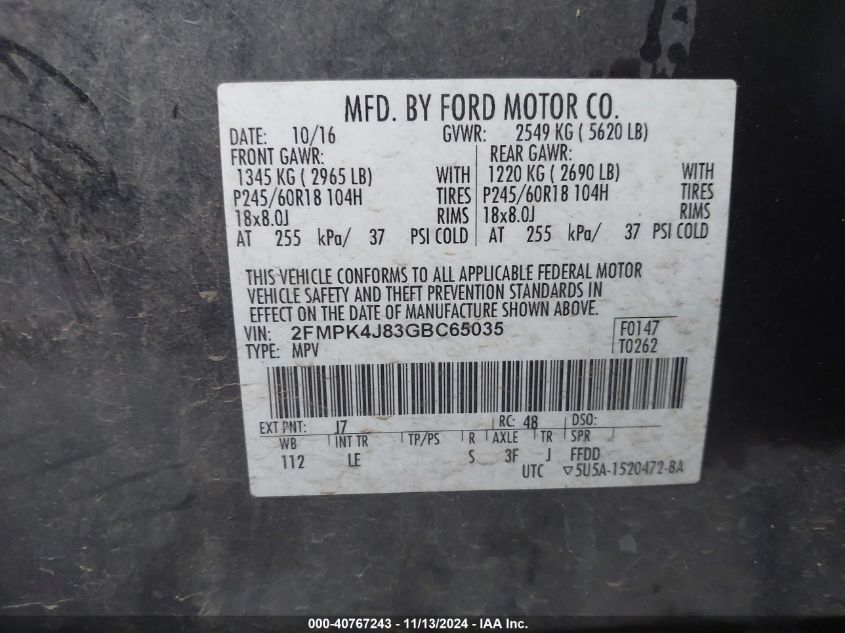 MFD. BY FORD MOTOR CO.
DATE: 10/16 GVWR: 2549 KG ( 5620 LB)
FRONT GAWR: REAR GAWR:
1345 KG ( 2965 LB) WITH 1220 KG ( 2690 LB) WITH
P245/60R18 104H TIRES P245/60R18 104H TIRES
18x8.0J RIMS 18x8.0J RIMS
AT 255 kPa/ 37 PSI COLD AT 255 kPa/ 37 PSI COLD
THIS VEHICLE CONFORMS TO ALL APPLICABLE FEDERAL MOTOR
VEHICLE SAFETY AND THEFT PREVENTION STANDARDS IN
EFFECT ON THE DATE OF MANUFACTURE SHOWN ABOVE.
VIN: 2FMPK4J83GBC65035 F0147
TYPE: MPV T0262
EXT PNT: J7 RC: 48 DSO:
WB INT TR TP/PS R AXLE TR SPR
112 LE S 3F J FFDD
UTC ▽5U5A-1520472-BA
000-40767243 - 11/13/2024 - IAA Inc.